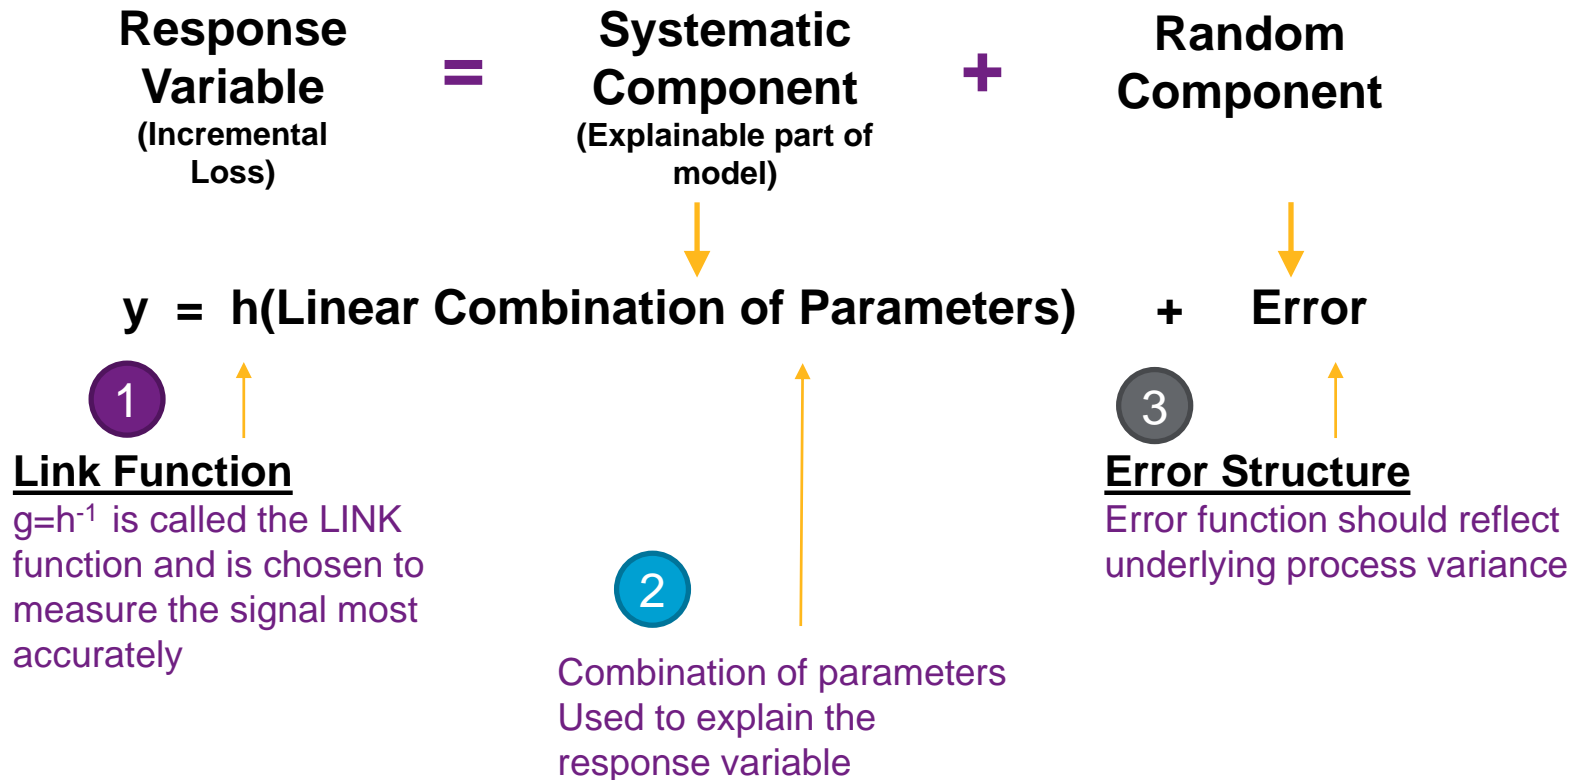 Response
Variable
(Incremental
Loss)
=
Systematic
Component
(Explainable part of
model)
+
Random
Component
y = h(Linear Combination of Parameters) + Error
1
Link Function
g=h⁻¹ is called the LINK
function and is chosen to
measure the signal most
accurately
2
Combination of parameters
Used to explain the
response variable
3
Error Structure
Error function should reflect
underlying process variance